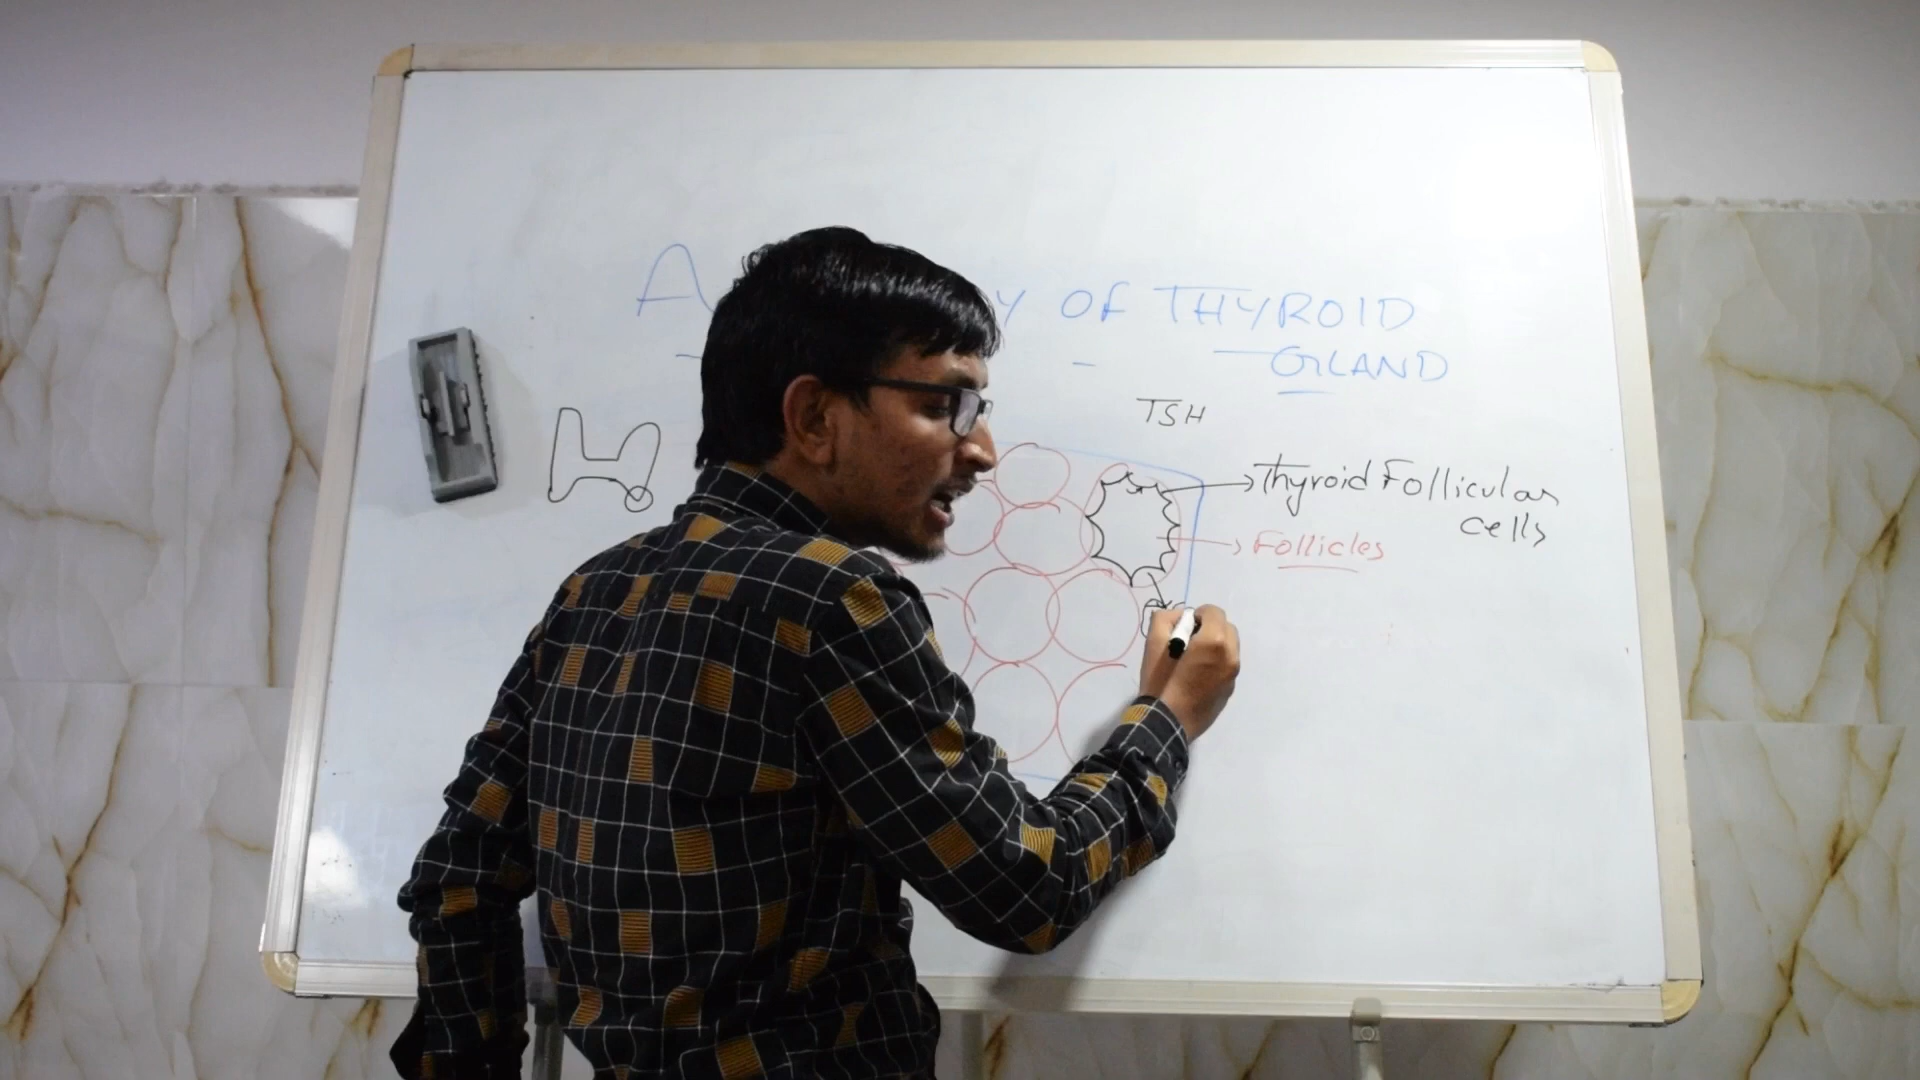 OF THYROID
GLAND
TSH
Thyroid Follicular
cells
Follicles